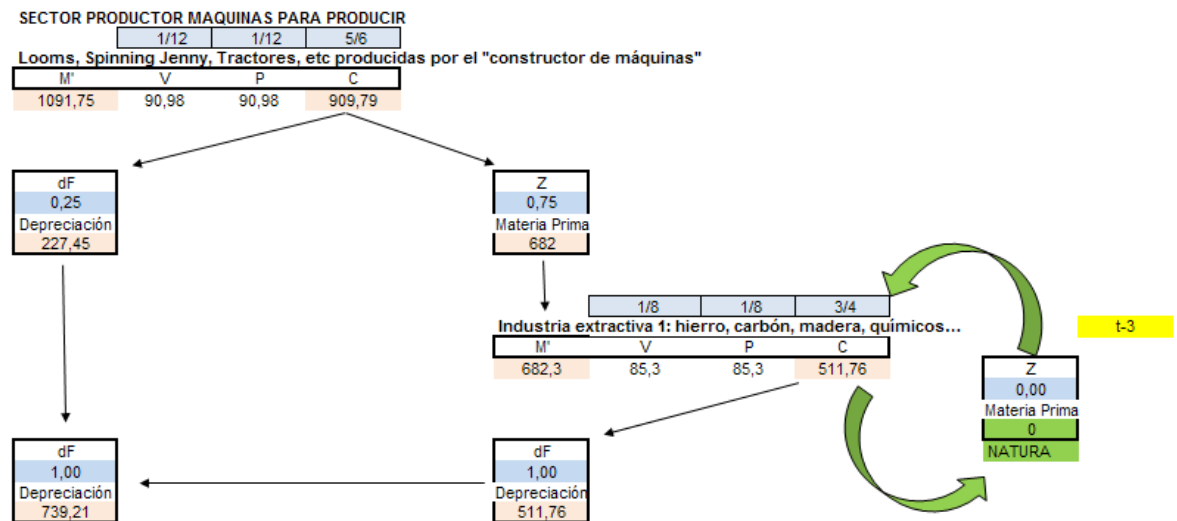 SECTOR PRODUCTOR MAQUINAS PARA PRODUCIR
1/12 1/12 5/6
Looms, Spinning Jenny, Tractores, etc producidas por el "constructor de máquinas"
M' V P C
1091,75 90,98 90,98 909,79
dF
0,25
Depreciación
227,45
Z
0,75
Materia Prima
682
1/8 1/8 3/4
Industria extractiva 1: hierro, carbón, madera, químicos...
t-3
M' V P C
682,3 85,3 85,3 511,76
Z
0,00
Materia Prima
0
NATURA
dF
1,00
Depreciación
739,21
dF
1,00
Depreciación
511,76